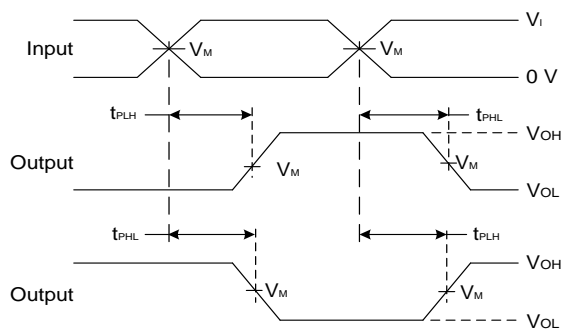 VI
Input VM VM
0 V
tPLH tPHL
VOH
Output VM VM
VOL
tPHL tPLH
VOH
Output VM VM
VOL